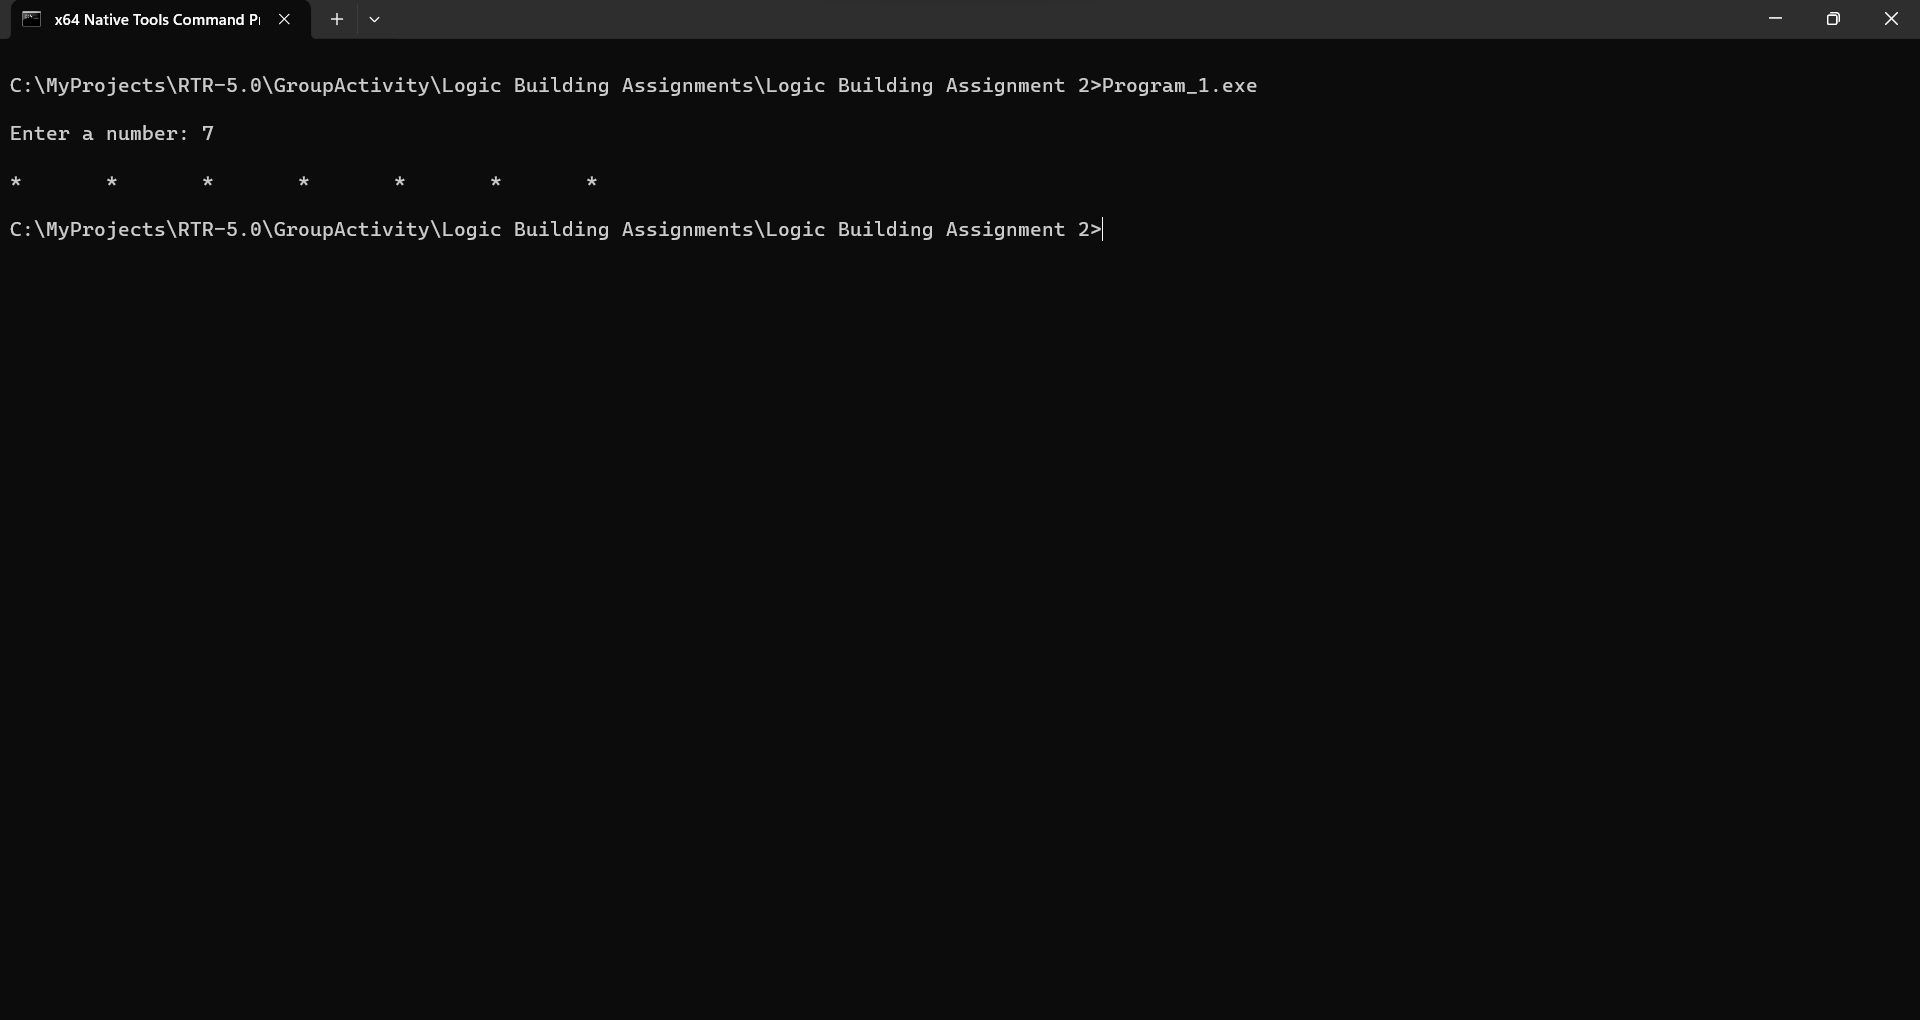 x64 Native Tools Command P
C:\MyProjects\RTR-5.0\GroupActivity\Logic Building Assignments\Logic Building Assignment 2>Program_1.exe
Enter a number: 7
*       *       *       *       *       *       *
C:\MyProjects\RTR-5.0\GroupActivity\Logic Building Assignments\Logic Building Assignment 2>